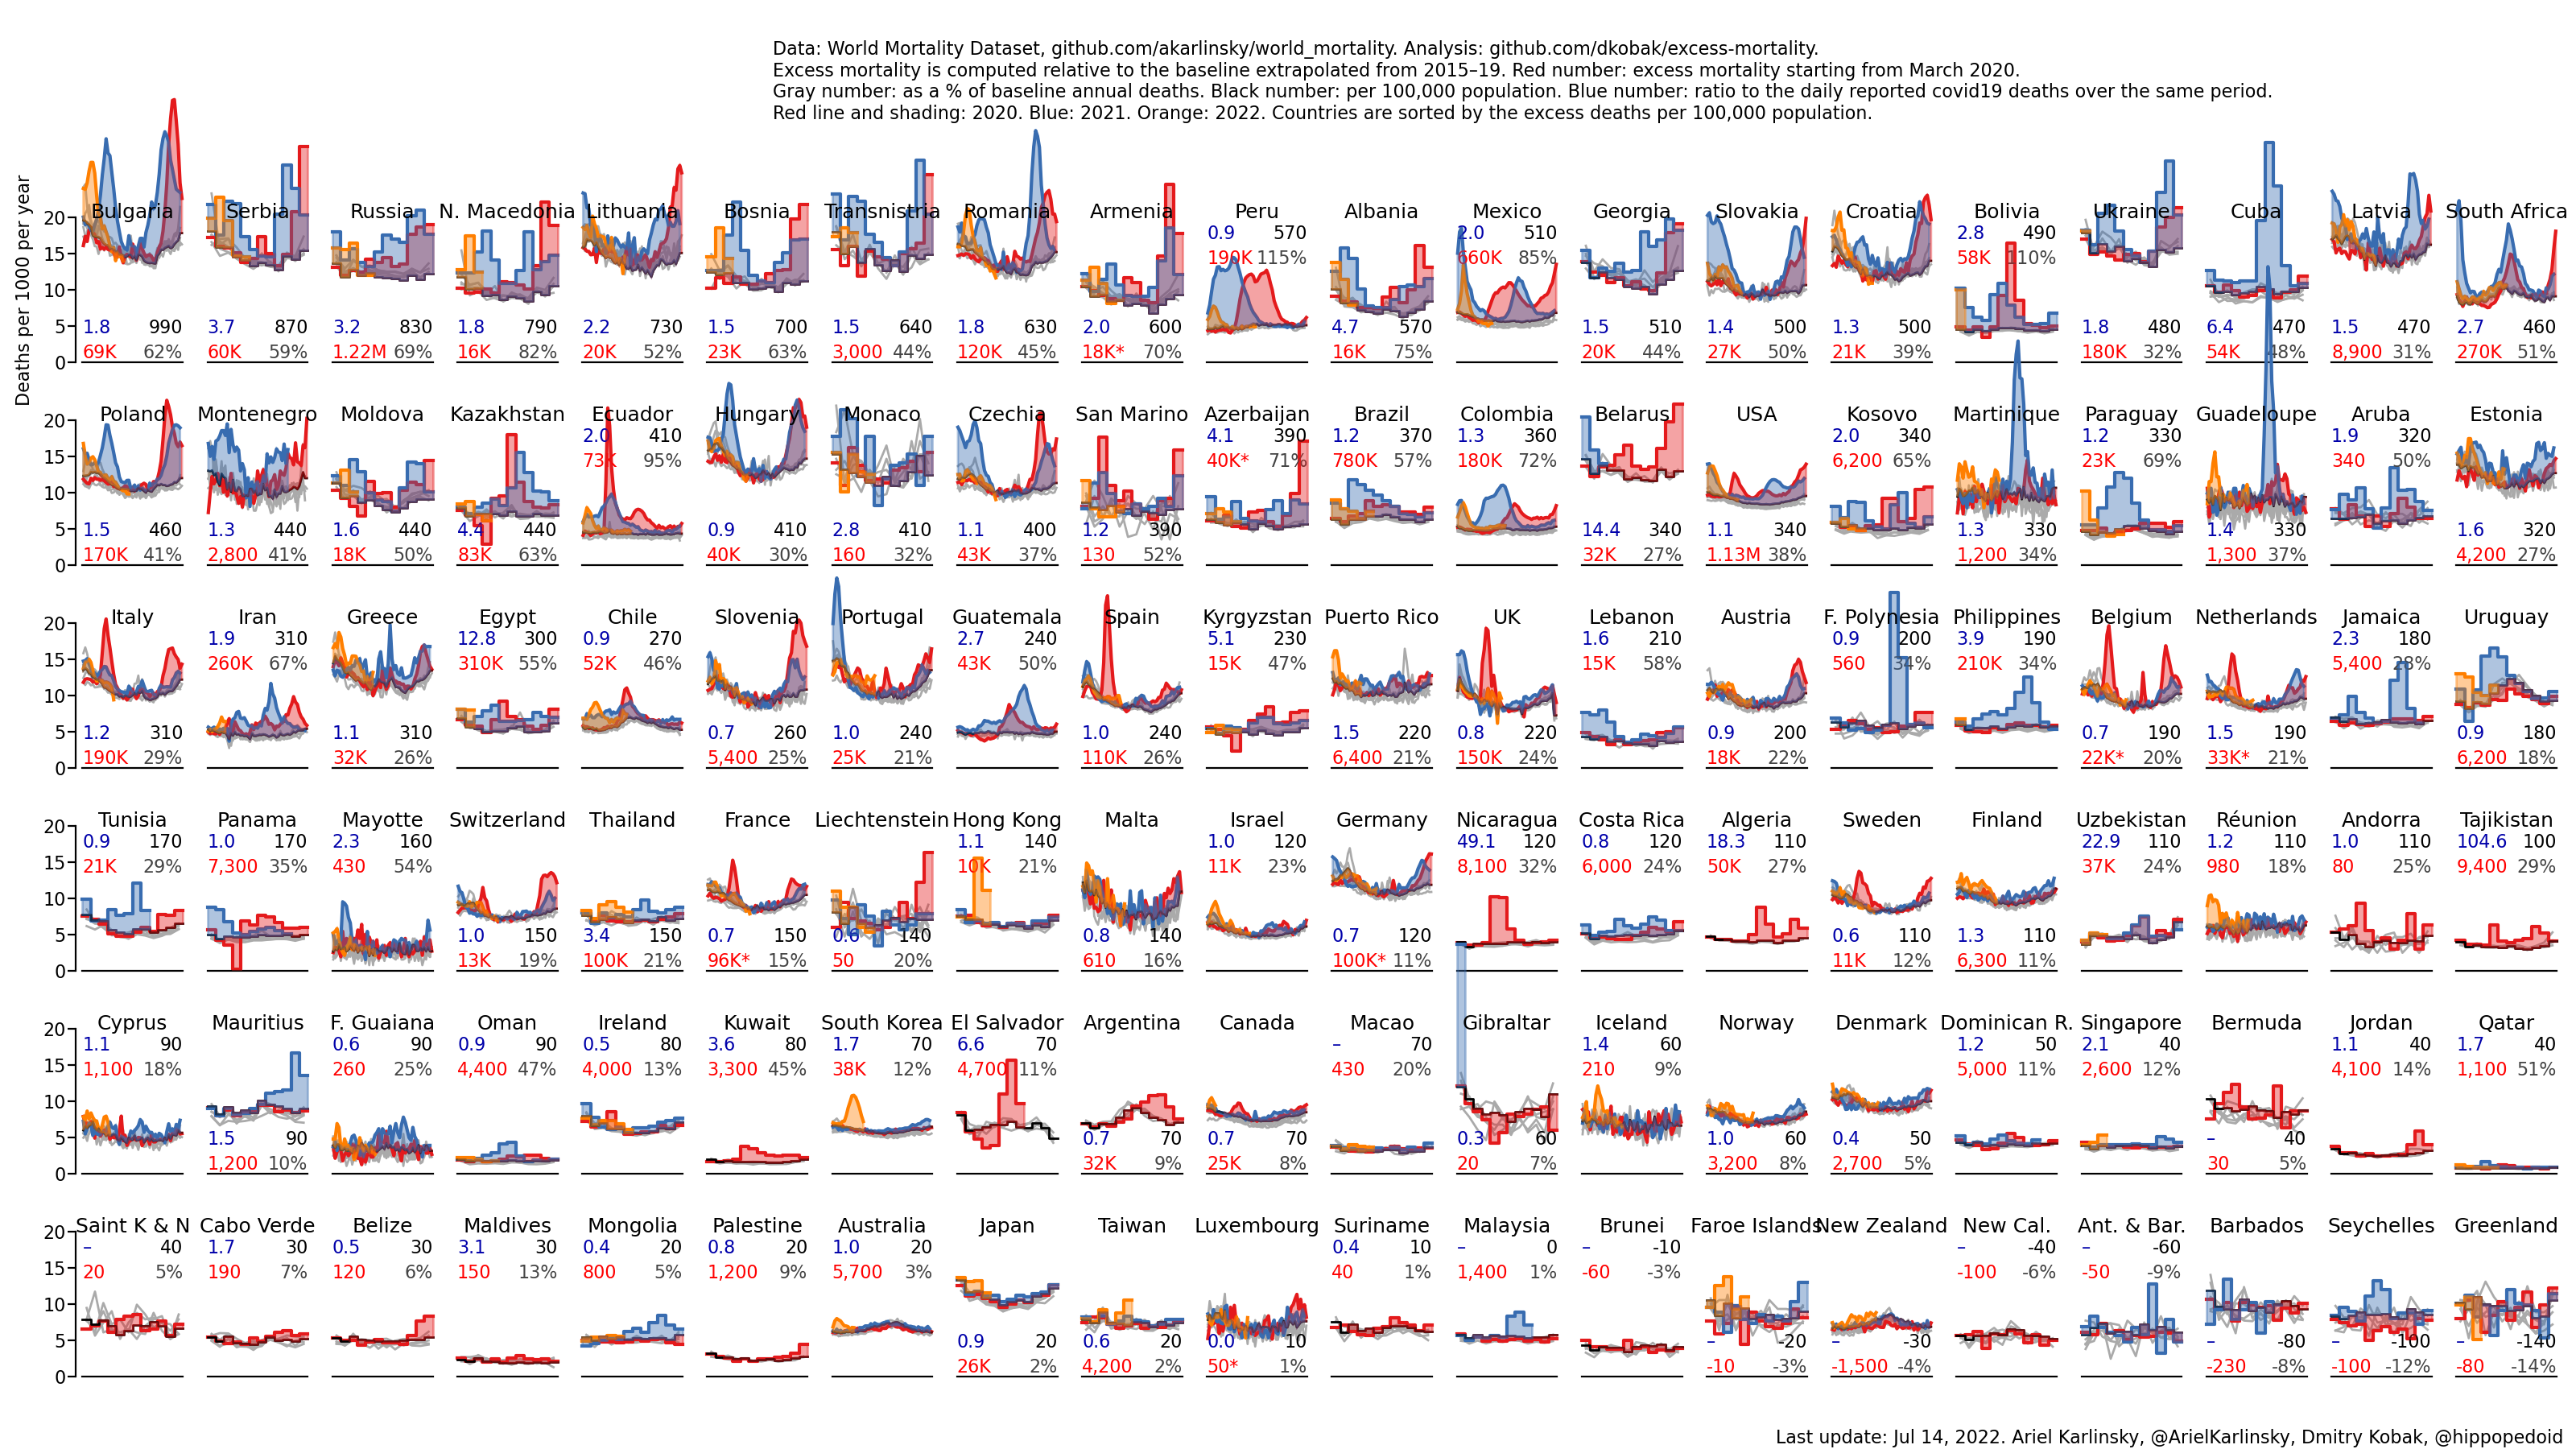 Data: World Mortality Dataset, github.com/akarlinsky/world_mortality. Analysis: github.com/dkobak/excess-mortality.
Excess mortality is computed relative to the baseline extrapolated from 2015–19. Red number: excess mortality starting from March 2020.
Gray number: as a % of baseline annual deaths. Black number: per 100,000 population. Blue number: ratio to the daily reported covid19 deaths over the same period.
Red line and shading: 2020. Blue: 2021. Orange: 2022. Countries are sorted by the excess deaths per 100,000 population.
Deaths per 1000 per year
20 15 10 5 0
Bulgaria Serbia Russia N. Macedonia Lithuania Bosnia Transnistria Romania Armenia Peru Albania Mexico Georgia Slovakia Croatia Bolivia Ukraine Cuba Latvia South Africa
0.9 570 2.0 510 2.8 490
190K 115% 660K 85% 58K 110%
1.8 990 3.7 870 3.2 830 1.8 790 2.2 730 1.5 700 1.5 640 1.8 630 2.0 600 4.7 570 1.5 510 1.4 500 1.3 500 1.8 480 6.4 470 1.5 470 2.7 460
69K 62% 60K 59% 1.22M 69% 16K 82% 20K 52% 23K 63% 3,000 44% 120K 45% 18K* 70% 16K 75% 20K 44% 27K 50% 21K 39% 180K 32% 54K 48% 8,900 31% 270K 51%
20 15 10 5 0
Poland Montenegro Moldova Kazakhstan Ecuador Hungary Monaco Czechia San Marino Azerbaijan Brazil Colombia Belarus USA Kosovo Martinique Paraguay Guadeloupe Aruba Estonia
2.0 410 4.1 390 1.2 370 1.3 360 2.0 340 1.2 330 1.9 320
73K 95% 40K* 71% 780K 57% 180K 72% 6,200 65% 23K 69% 340 50%
1.5 460 1.3 440 1.6 440 4.4 440 0.9 410 2.8 410 1.1 400 1.2 390 14.4 340 1.1 340 1.3 330 1.4 330 1.6 320
170K 41% 2,800 41% 18K 50% 83K 63% 40K 30% 160 32% 43K 37% 130 52% 32K 27% 1.13M 38% 1,200 34% 1,300 37% 4,200 27%
20 15 10 5 0
Italy Iran Greece Egypt Chile Slovenia Portugal Guatemala Spain Kyrgyzstan Puerto Rico UK Lebanon Austria F. Polynesia Philippines Belgium Netherlands Jamaica Uruguay
1.9 310 12.8 300 0.9 270 2.7 240 5.1 230 1.6 210 0.9 200 3.9 190 2.3 180
260K 67% 310K 55% 52K 46% 43K 50% 15K 47% 15K 58% 560 34% 210K 34% 5,400 28%
1.2 310 1.1 310 0.7 260 1.0 240 1.0 240 1.5 220 0.8 220 0.9 200 0.7 190 1.5 190 0.9 180
190K 29% 32K 26% 5,400 25% 25K 21% 110K 26% 6,400 21% 150K 24% 18K 22% 22K* 20% 33K* 21% 6,200 18%
20 15 10 5 0
Tunisia Panama Mayotte Switzerland Thailand France Liechtenstein Hong Kong Malta Israel Germany Nicaragua Costa Rica Algeria Sweden Finland Uzbekistan Réunion Andorra Tajikistan
0.9 170 1.0 170 2.3 160 1.1 140 1.0 120 49.1 120 0.8 120 18.3 110 22.9 110 1.2 110 1.0 110 104.6 100
21K 29% 7,300 35% 430 54% 10K 21% 11K 23% 8,100 32% 6,000 24% 50K 27% 37K 24% 980 18% 80 25% 9,400 29%
1.0 150 3.4 150 0.7 150 0.6 140 0.8 140 0.7 120 0.6 110 1.3 110
13K 19% 100K 21% 96K* 15% 50 20% 610 16% 100K* 11% 11K 12% 6,300 11%
20 15 10 5 0
Cyprus Mauritius F. Guaiana Oman Ireland Kuwait South Korea El Salvador Argentina Canada Macao Gibraltar Iceland Norway Denmark Dominican R. Singapore Bermuda Jordan Qatar
1.1 90 0.6 90 0.9 90 0.5 80 3.6 80 1.7 70 6.6 70 – 70 1.4 60 1.2 50 2.1 40 1.1 40 1.7 40
1,100 18% 260 25% 4,400 47% 4,000 13% 3,300 45% 38K 12% 4,700 11% 430 20% 210 9% 5,000 11% 2,600 12% 4,100 14% 1,100 51%
1.5 90 0.7 70 0.7 70 0.3 60 1.0 60 0.4 50 – 40
1,200 10% 32K 9% 25K 8% 20 7% 3,200 8% 2,700 5% 30 5%
20 15 10 5 0
Saint K & N Cabo Verde Belize Maldives Mongolia Palestine Australia Japan Taiwan Luxembourg Suriname Malaysia Brunei Faroe Islands New Zealand New Cal. Ant. & Bar. Barbados Seychelles Greenland
– 40 1.7 30 0.5 30 3.1 30 0.4 20 0.8 20 1.0 20 0.4 10 – 0 – -10 – -40 – -60
20 5% 190 7% 120 6% 150 13% 800 5% 1,200 9% 5,700 3% 40 1% 1,400 1% -60 -3% -100 -6% -50 -9%
0.9 20 0.6 20 0.0 10 – -20 – -30 – -80 – -100 – -140
26K 2% 4,200 2% 50* 1% -10 -3% -1,500 -4% -230 -8% -100 -12% -80 -14%
Last update: Jul 14, 2022. Ariel Karlinsky, @ArielKarlinsky, Dmitry Kobak, @hippopedoid